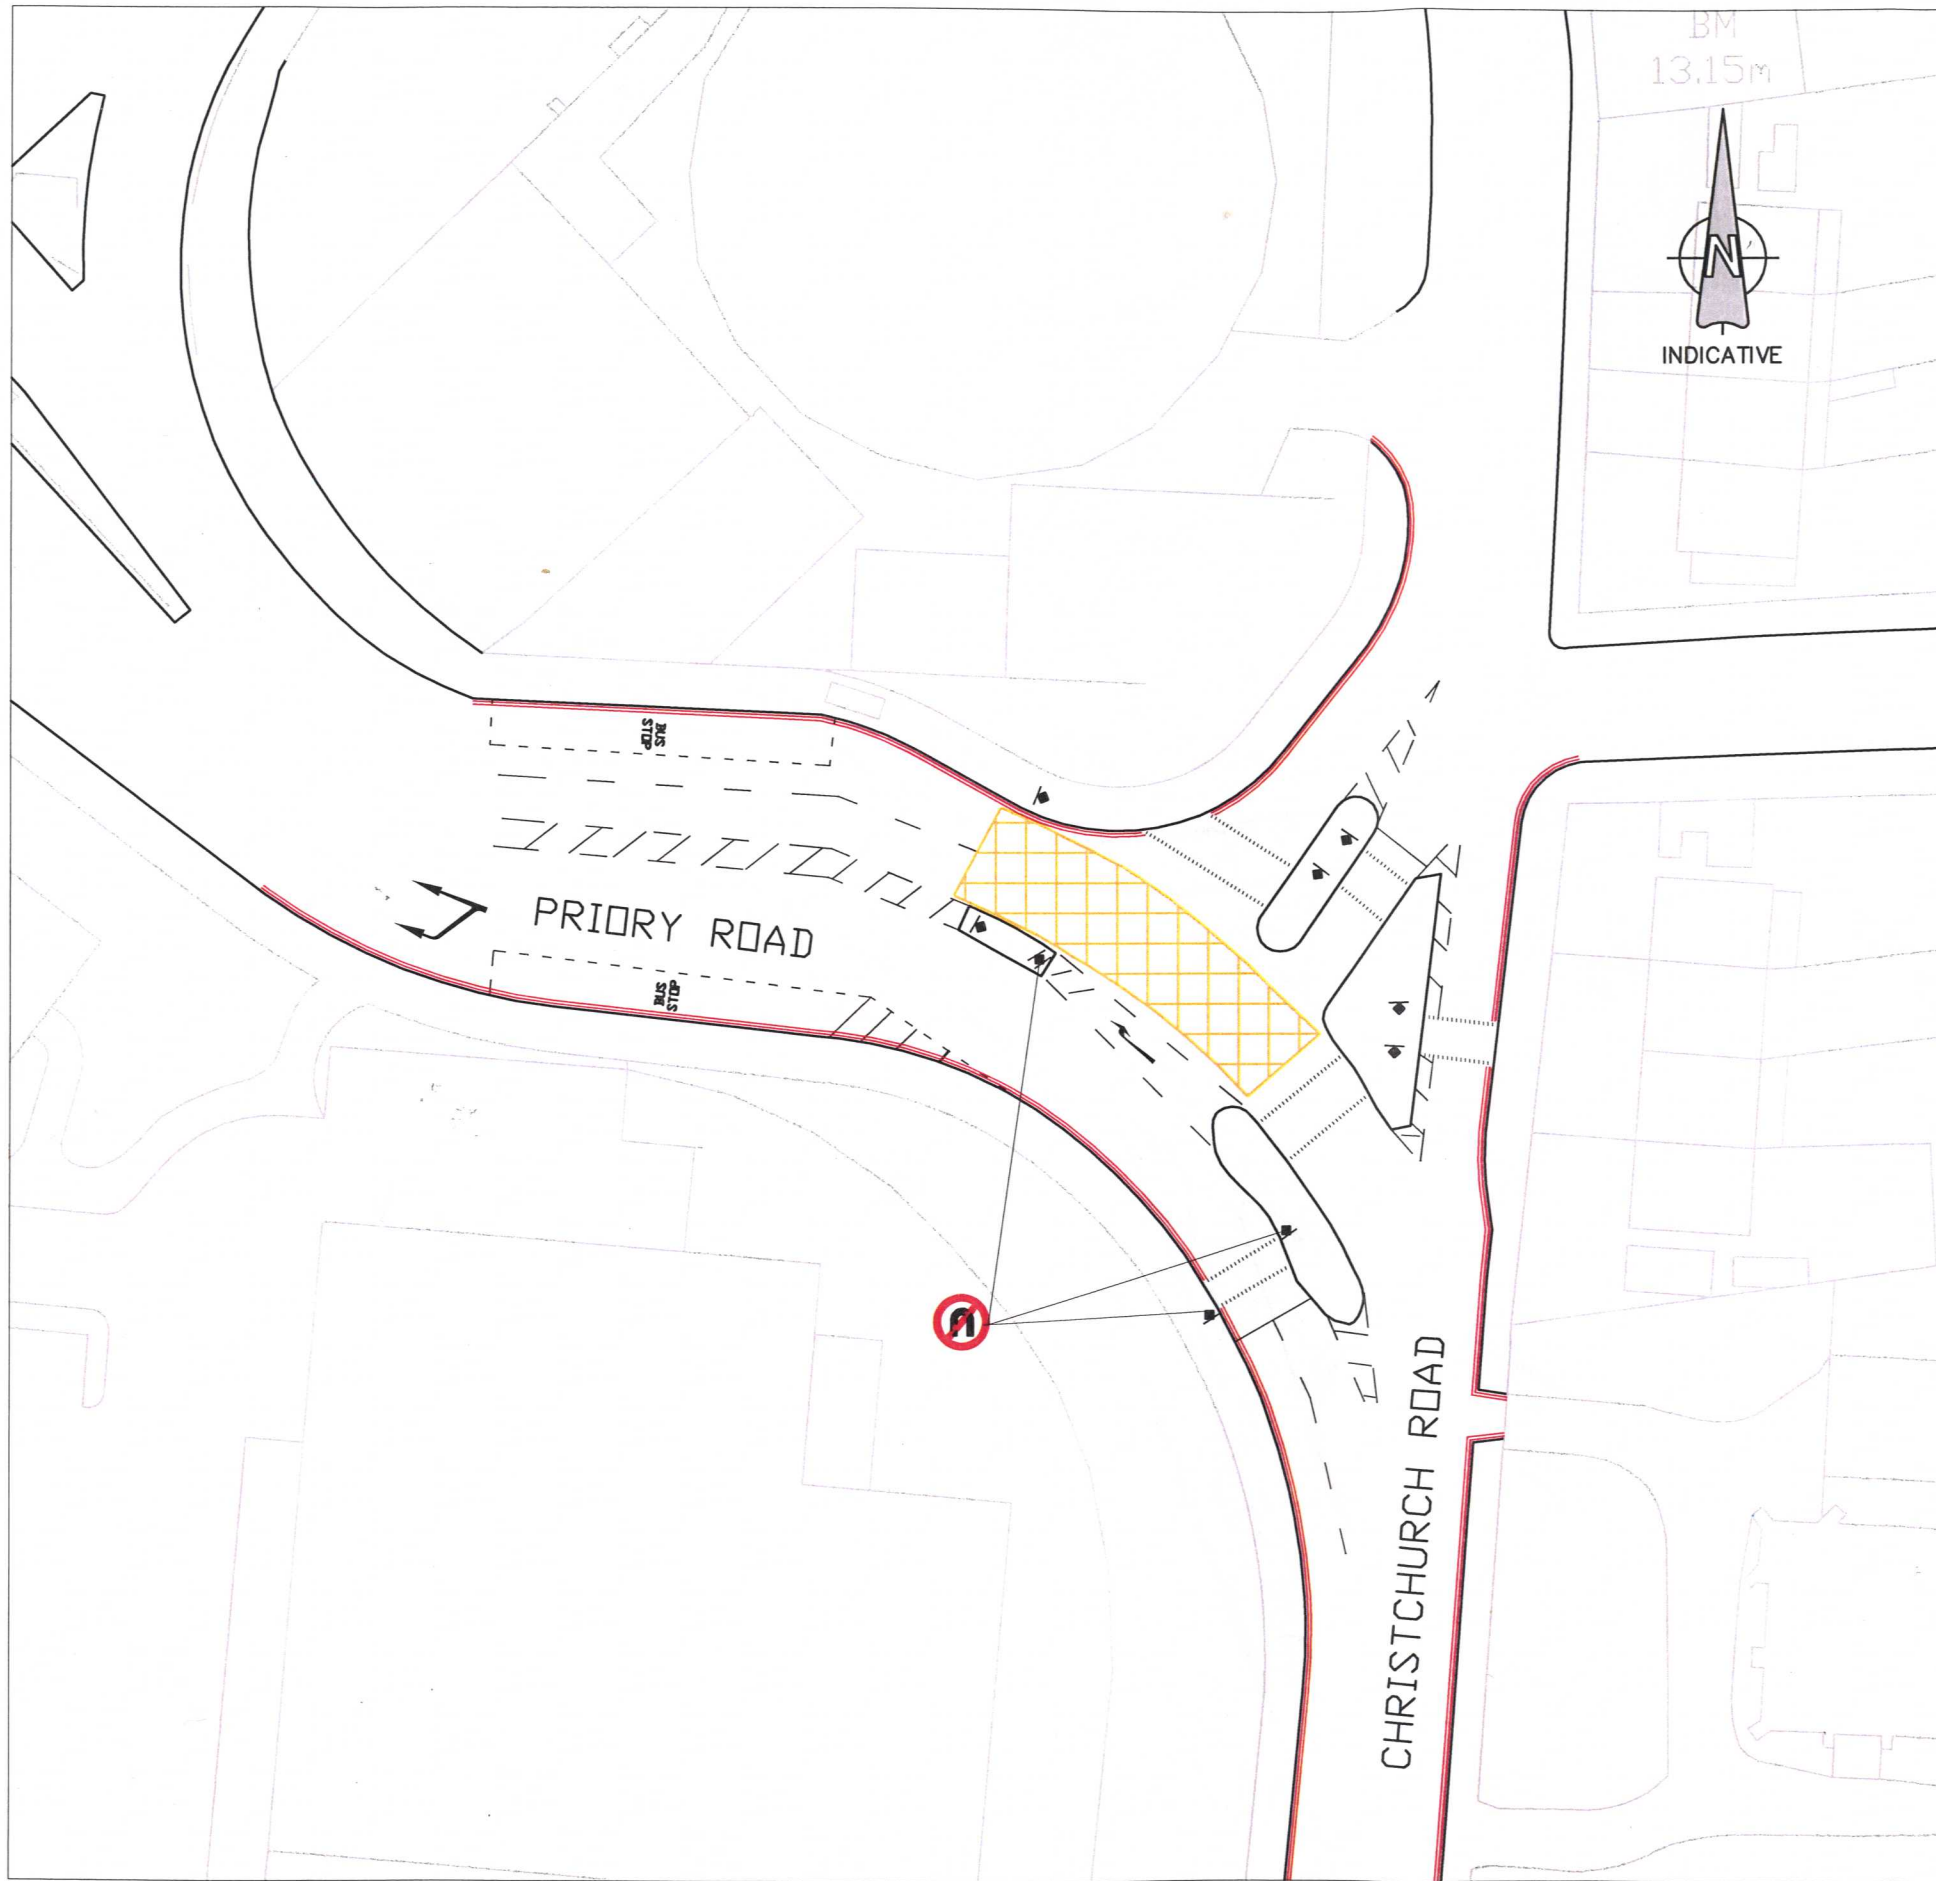 BM
13.15m
N
INDICATIVE
BUS
STOP
PRIORY ROAD
BUS
STOP
CHRISTCHURCH ROAD